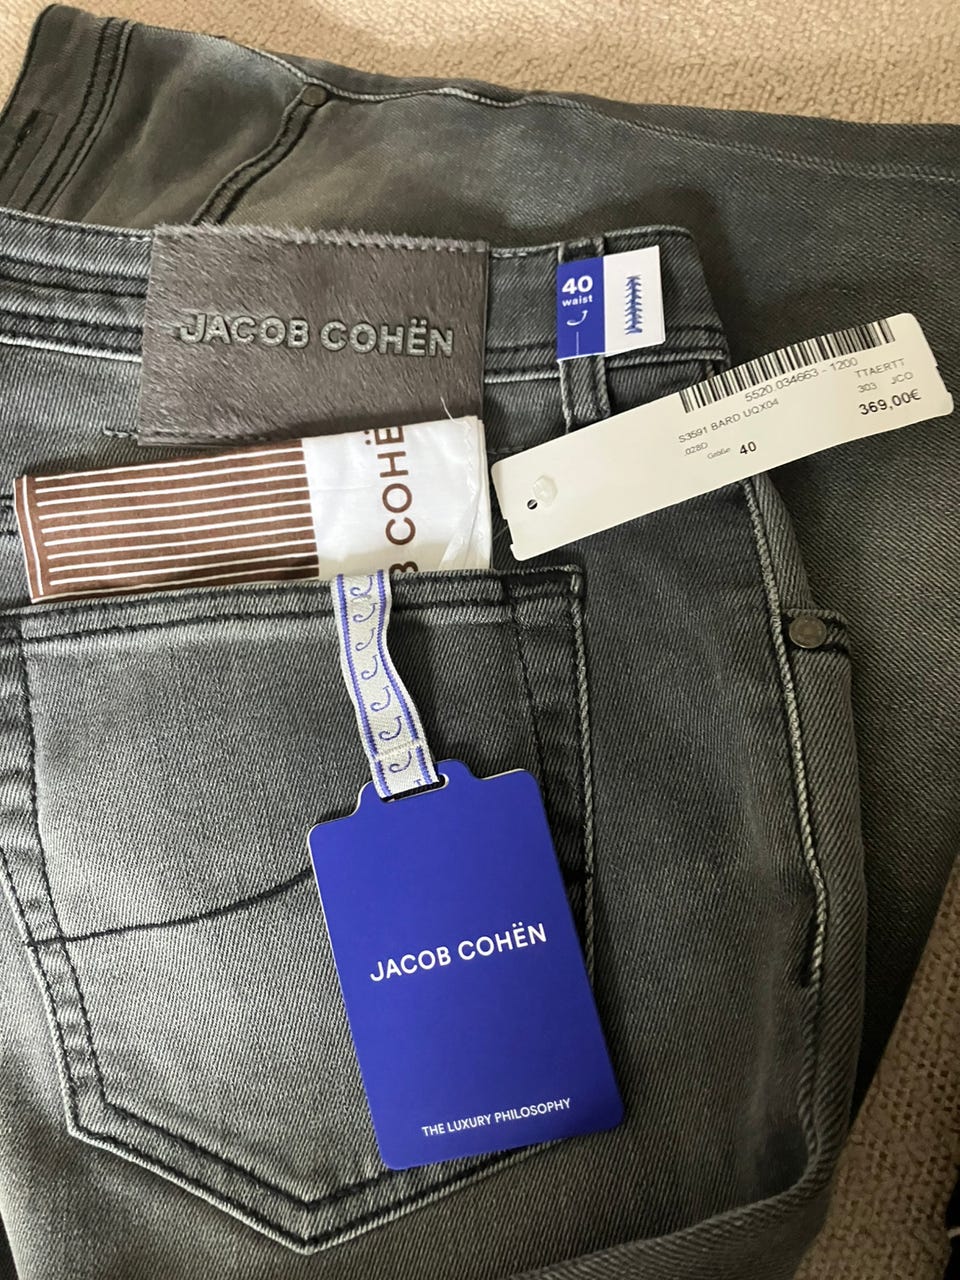 JACOB COHËN
40
waist
5520.034663 - 1200
TTAERTT
303 JCO
369,00€
S3591 BARD UQX04
.028D
Größe 40
B COHË
JACOB COHËN
THE LUXURY PHILOSOPHY